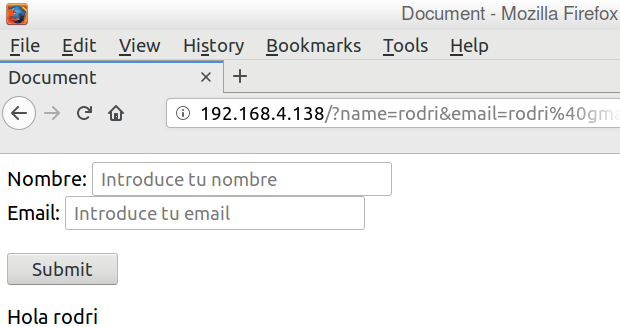 Document - Mozilla Firefox
File Edit View History Bookmarks Tools Help
Document
192.168.4.138/?name=rodri&email=rodri%40gma
Nombre: Introduce tu nombre
Email: Introduce tu email
Submit
Hola rodri